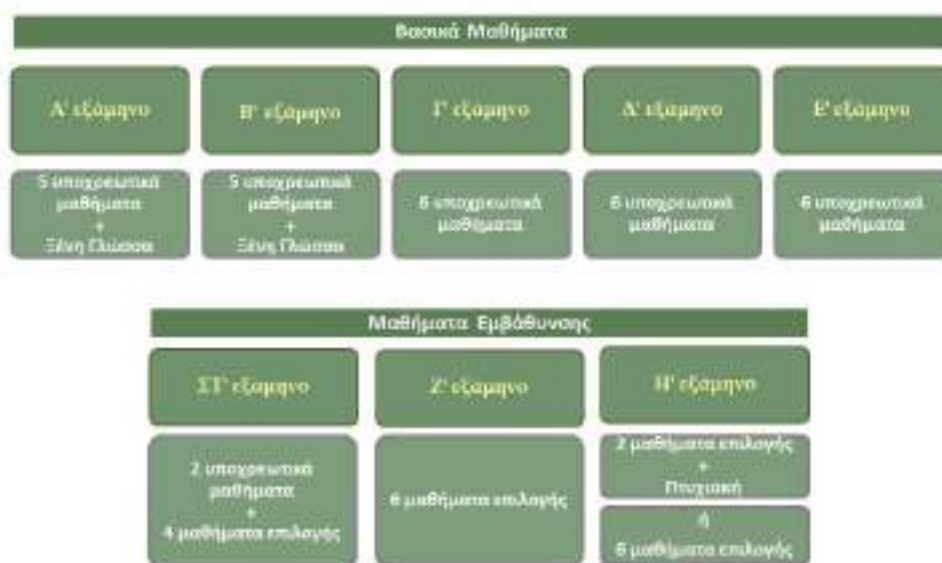 Βασικά Μαθήματα
Α' εξάμηνο
Β' εξάμηνο
Γ' εξάμηνο
Δ' εξάμηνο
Ε' εξάμηνο
5 υποχρεωτικά
μαθήματα
+
Ξένη Γλώσσα
5 υποχρεωτικά
μαθήματα
+
Ξένη Γλώσσα
6 υποχρεωτικά
μαθήματα
6 υποχρεωτικά
μαθήματα
6 υποχρεωτικά
μαθήματα
Μαθήματα Εμβάθυνσης
ΣΤ' εξάμηνο
Ζ' εξάμηνο
Η' εξάμηνο
2 υποχρεωτικά
μαθήματα
+
4 μαθήματα επιλογής
6 μαθήματα επιλογής
2 μαθήματα επιλογής
+
Πτυχιακή
ή
6 μαθήματα επιλογής